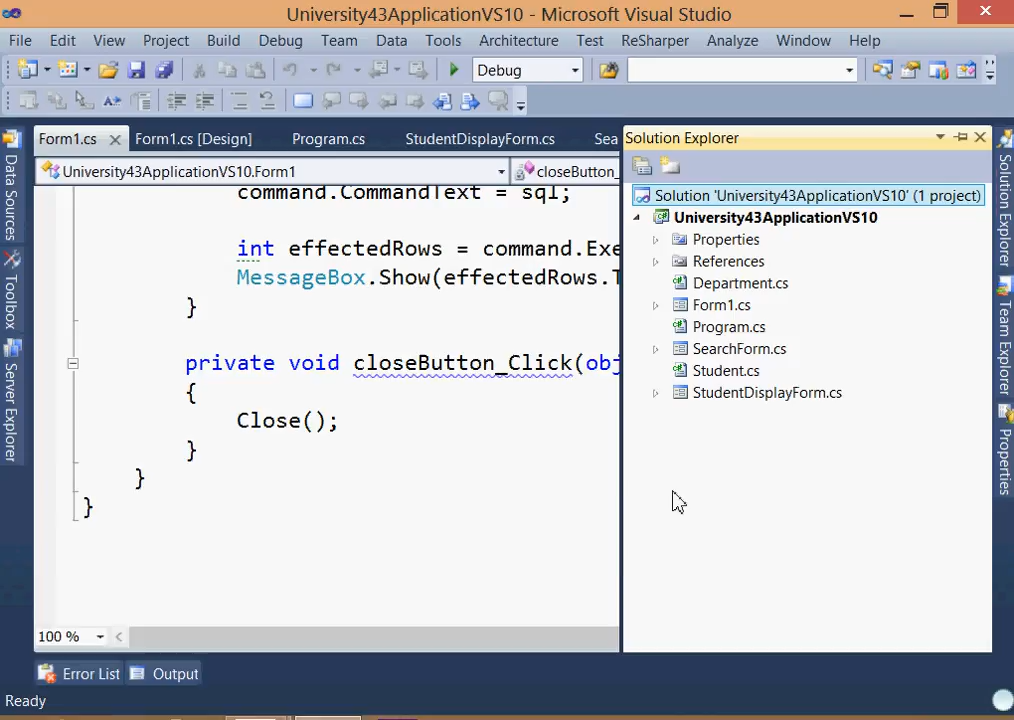 University43ApplicationVS10 - Microsoft Visual Studio
File Edit View Project Build Debug Team Data Tools Architecture Test ReSharper Analyze Window Help
Debug
Form1.cs Form1.cs [Design] Program.cs StudentDisplayForm.cs Sea
University43ApplicationVS10.Form1 closeButton_
command.CommandText = sql;
int effectedRows = command.Exe
MessageBox.Show(effectedRows.T
}
private void closeButton_Click(obj
{
Close();
}
}
}
100 %
Solution Explorer
Solution 'University43ApplicationVS10' (1 project)
University43ApplicationVS10
Properties
References
Department.cs
Form1.cs
Program.cs
SearchForm.cs
Student.cs
StudentDisplayForm.cs
Data Sources
Toolbox
Server Explorer
Solution Explorer
Team Explorer
Properties
Error List Output
Ready